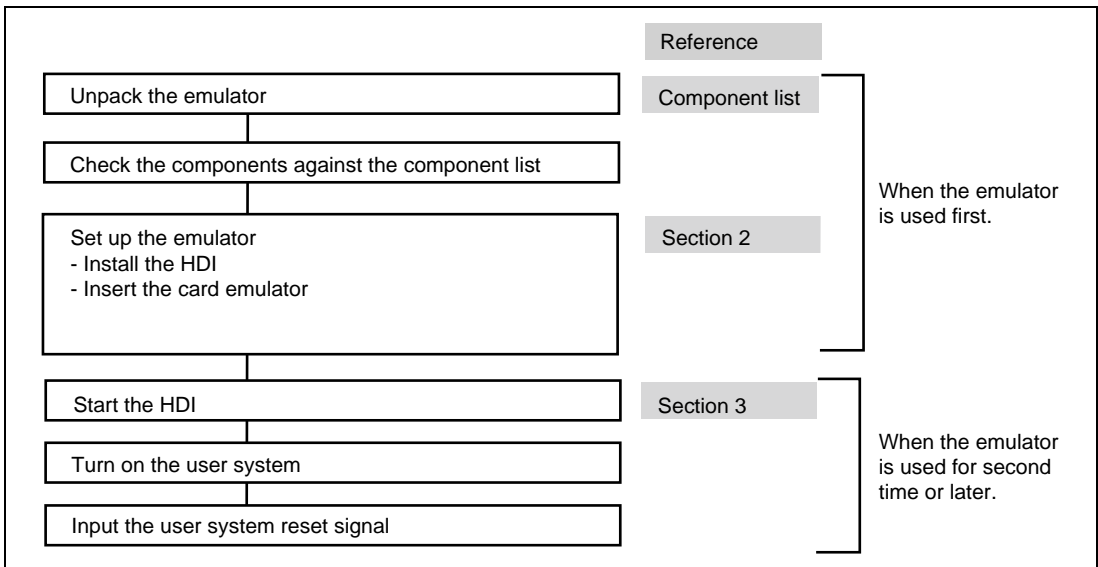 Reference
Unpack the emulator
Component list
Check the components against the component list
When the emulator
is used first.
Set up the emulator
- Install the HDI
- Insert the card emulator
Section 2
Start the HDI
Section 3
When the emulator
is used for second
time or later.
Turn on the user system
Input the user system reset signal